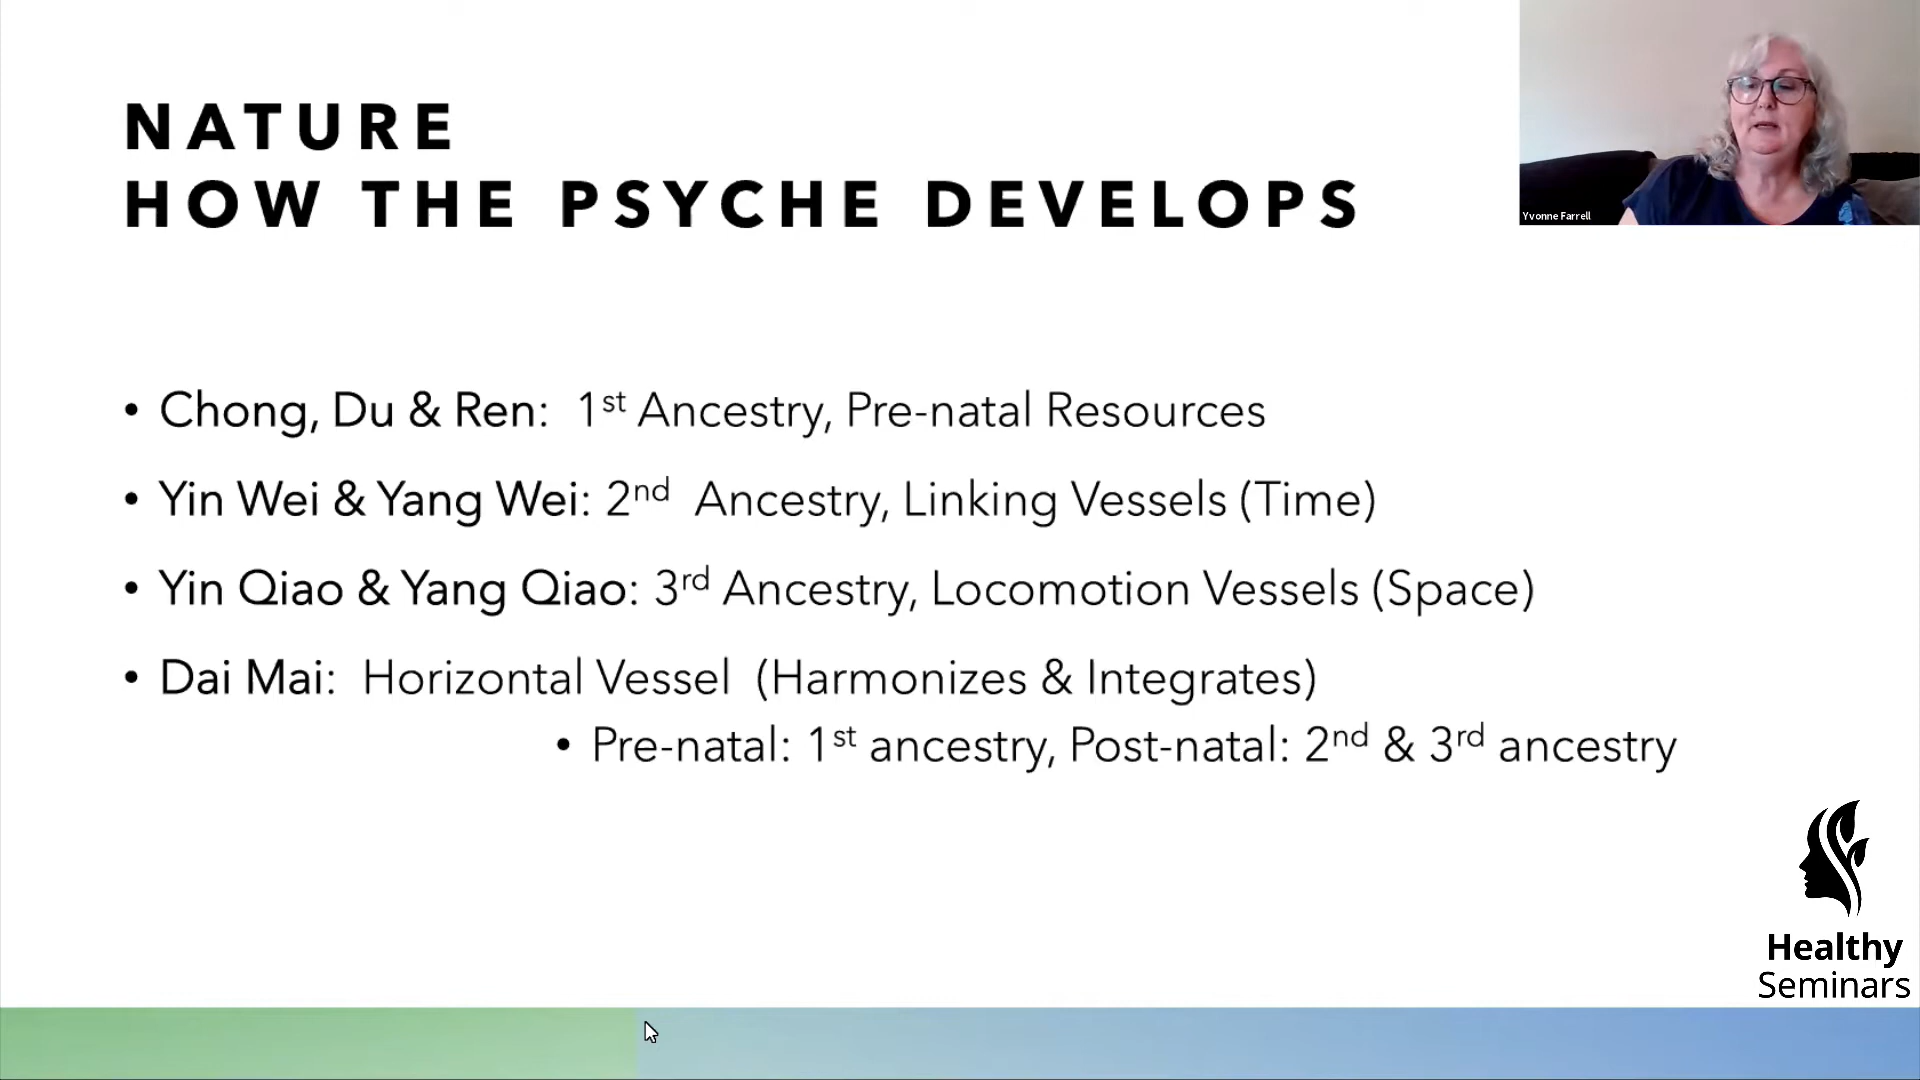 NATURE
HOW THE PSYCHE DEVELOPS
Yvonne Farrell
• Chong, Du & Ren: 1st Ancestry, Pre-natal Resources
• Yin Wei & Yang Wei: 2nd Ancestry, Linking Vessels (Time)
• Yin Qiao & Yang Qiao: 3rd Ancestry, Locomotion Vessels (Space)
• Dai Mai: Horizontal Vessel (Harmonizes & Integrates)
• Pre-natal: 1st ancestry, Post-natal: 2nd & 3rd ancestry
Healthy
Seminars